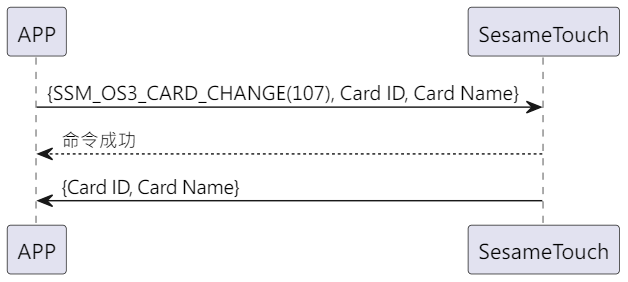 APP
SesameTouch
{SSM_OS3_CARD_CHANGE(107), Card ID, Card Name}
命令成功
{Card ID, Card Name}
APP
SesameTouch